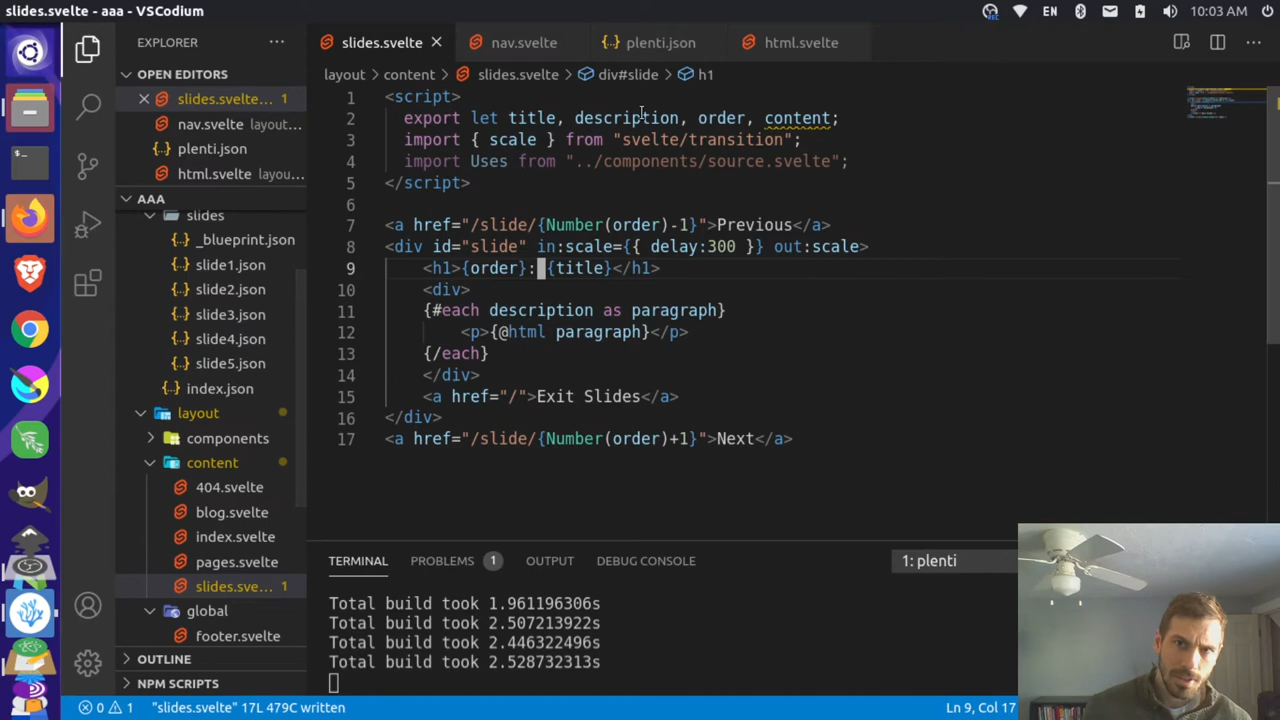 slides.svelte - aaa - VSCodium
REC
EN
10:03 AM
EXPLORER
slides.svelte
nav.svelte
plenti.json
html.svelte
OPEN EDITORS
layout > content > slides.svelte > div#slide > h1
slides.svelte... 1
nav.svelte layout...
plenti.json
html.svelte layou...
AAA
slides
_blueprint.json
slide1.json
slide2.json
slide3.json
slide4.json
slide5.json
index.json
layout
components
content
404.svelte
blog.svelte
index.svelte
pages.svelte
slides.sve... 1
global
footer.svelte
OUTLINE
NPM SCRIPTS
1 <script>
2 export let title, description, order, content;
3 import { scale } from "svelte/transition";
4 import Uses from "../components/source.svelte";
5 </script>
6
7 <a href="/slide/{Number(order)-1}">Previous</a>
8 <div id="slide" in:scale={{ delay:300 }} out:scale>
9 <h1>{order}: {title}</h1>
10 <div>
11 {#each description as paragraph}
12 <p>{@html paragraph}</p>
13 {/each}
14 </div>
15 <a href="/">Exit Slides</a>
16 </div>
17 <a href="/slide/{Number(order)+1}">Next</a>
TERMINAL PROBLEMS 1 OUTPUT DEBUG CONSOLE 1: plenti
Total build took 1.961196306s
Total build took 2.507213922s
Total build took 2.446322496s
Total build took 2.528732313s
0 1 "slides.svelte" 17L 479C written Ln 9, Col 17